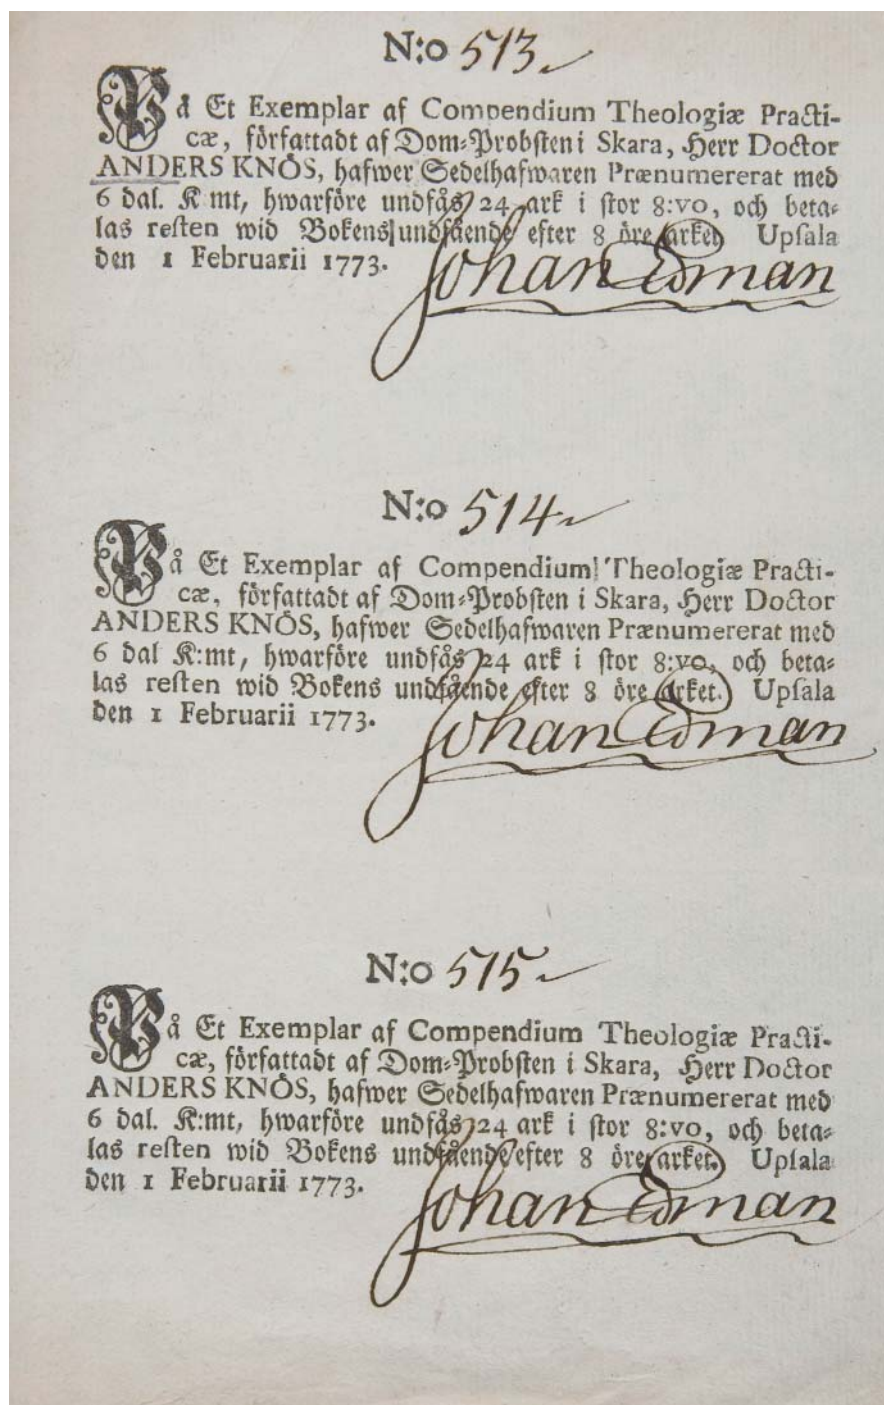 N:o 513
På Et Exemplar af Compendium Theologiæ Practi-
cæ, författadt af Dom-Probsten i Skara, Herr Doctor
ANDERS KNÖS, hafwer Sedelhafwaren Prænumererat med
6 dal. K mt, hwarföre undfås 24 ark i stor 8:vo, och beta-
las resten wid Bokens undfående efter 8 öre arket. Upsala
den 1 Februarii 1773.
Johan Edman
N:o 514
På Et Exemplar af Compendium Theologiæ Practi-
cæ, författadt af Dom-Probsten i Skara, Herr Doctor
ANDERS KNÖS, hafwer Sedelhafwaren Prænumererat med
6 dal K:mt, hwarföre undfås 24 ark i stor 8:vo, och beta-
las resten wid Bokens undfående efter 8 öre arket. Upsala
den 1 Februarii 1773.
Johan Edman
N:o 515
På Et Exemplar af Compendium Theologiæ Practi-
cæ, författadt af Dom-Probsten i Skara, Herr Doctor
ANDERS KNÖS, hafwer Sedelhafwaren Prænumererat med
6 dal. K:mt, hwarföre undfås 24 ark i stor 8:vo, och beta-
las resten wid Bokens undfående efter 8 öre arket. Upsala
den 1 Februarii 1773.
Johan Edman